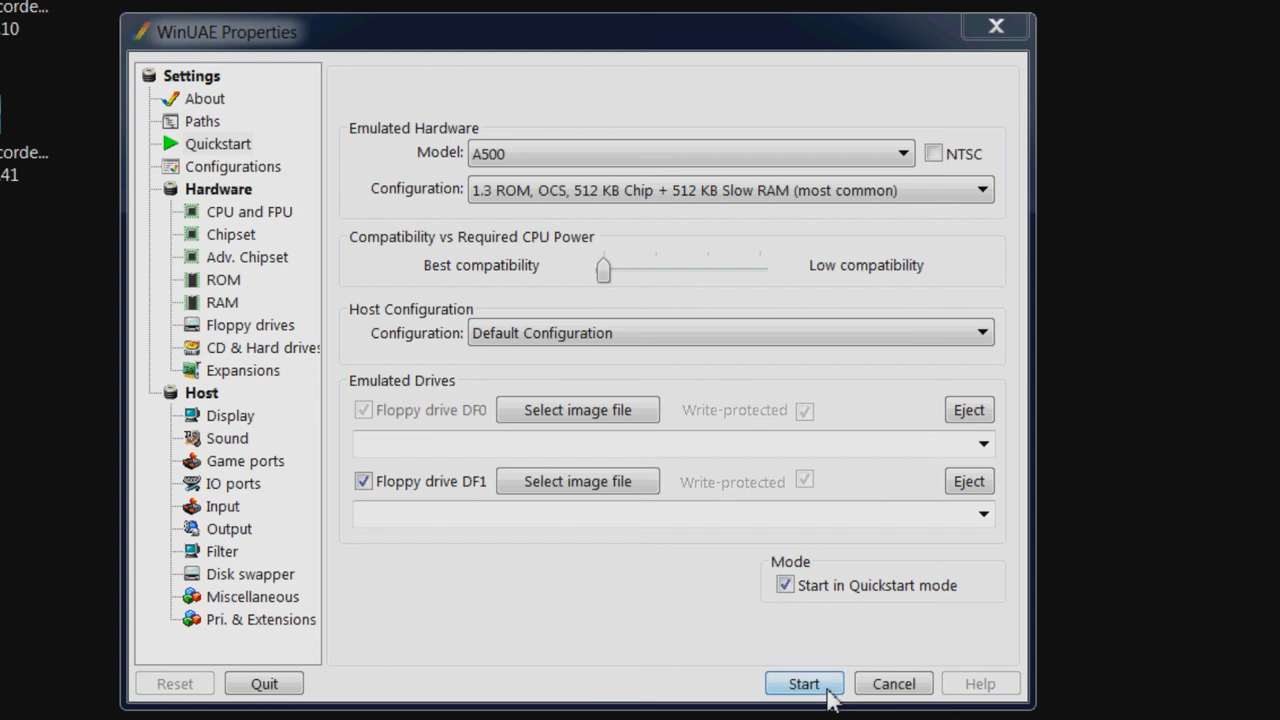 corde...
10
corde...
41
WinUAE Properties
X
Settings
About
Paths
Quickstart
Configurations
Hardware
CPU and FPU
Chipset
Adv. Chipset
ROM
RAM
Floppy drives
CD & Hard drives
Expansions
Host
Display
Sound
Game ports
IO ports
Input
Output
Filter
Disk swapper
Miscellaneous
Pri. & Extensions
Emulated Hardware
Model: A500 NTSC
Configuration: 1.3 ROM, OCS, 512 KB Chip + 512 KB Slow RAM (most common)
Compatibility vs Required CPU Power
Best compatibility Low compatibility
Host Configuration
Configuration: Default Configuration
Emulated Drives
Floppy drive DF0 Select image file Write-protected Eject
Floppy drive DF1 Select image file Write-protected Eject
Mode
Start in Quickstart mode
Reset Quit Start Cancel Help